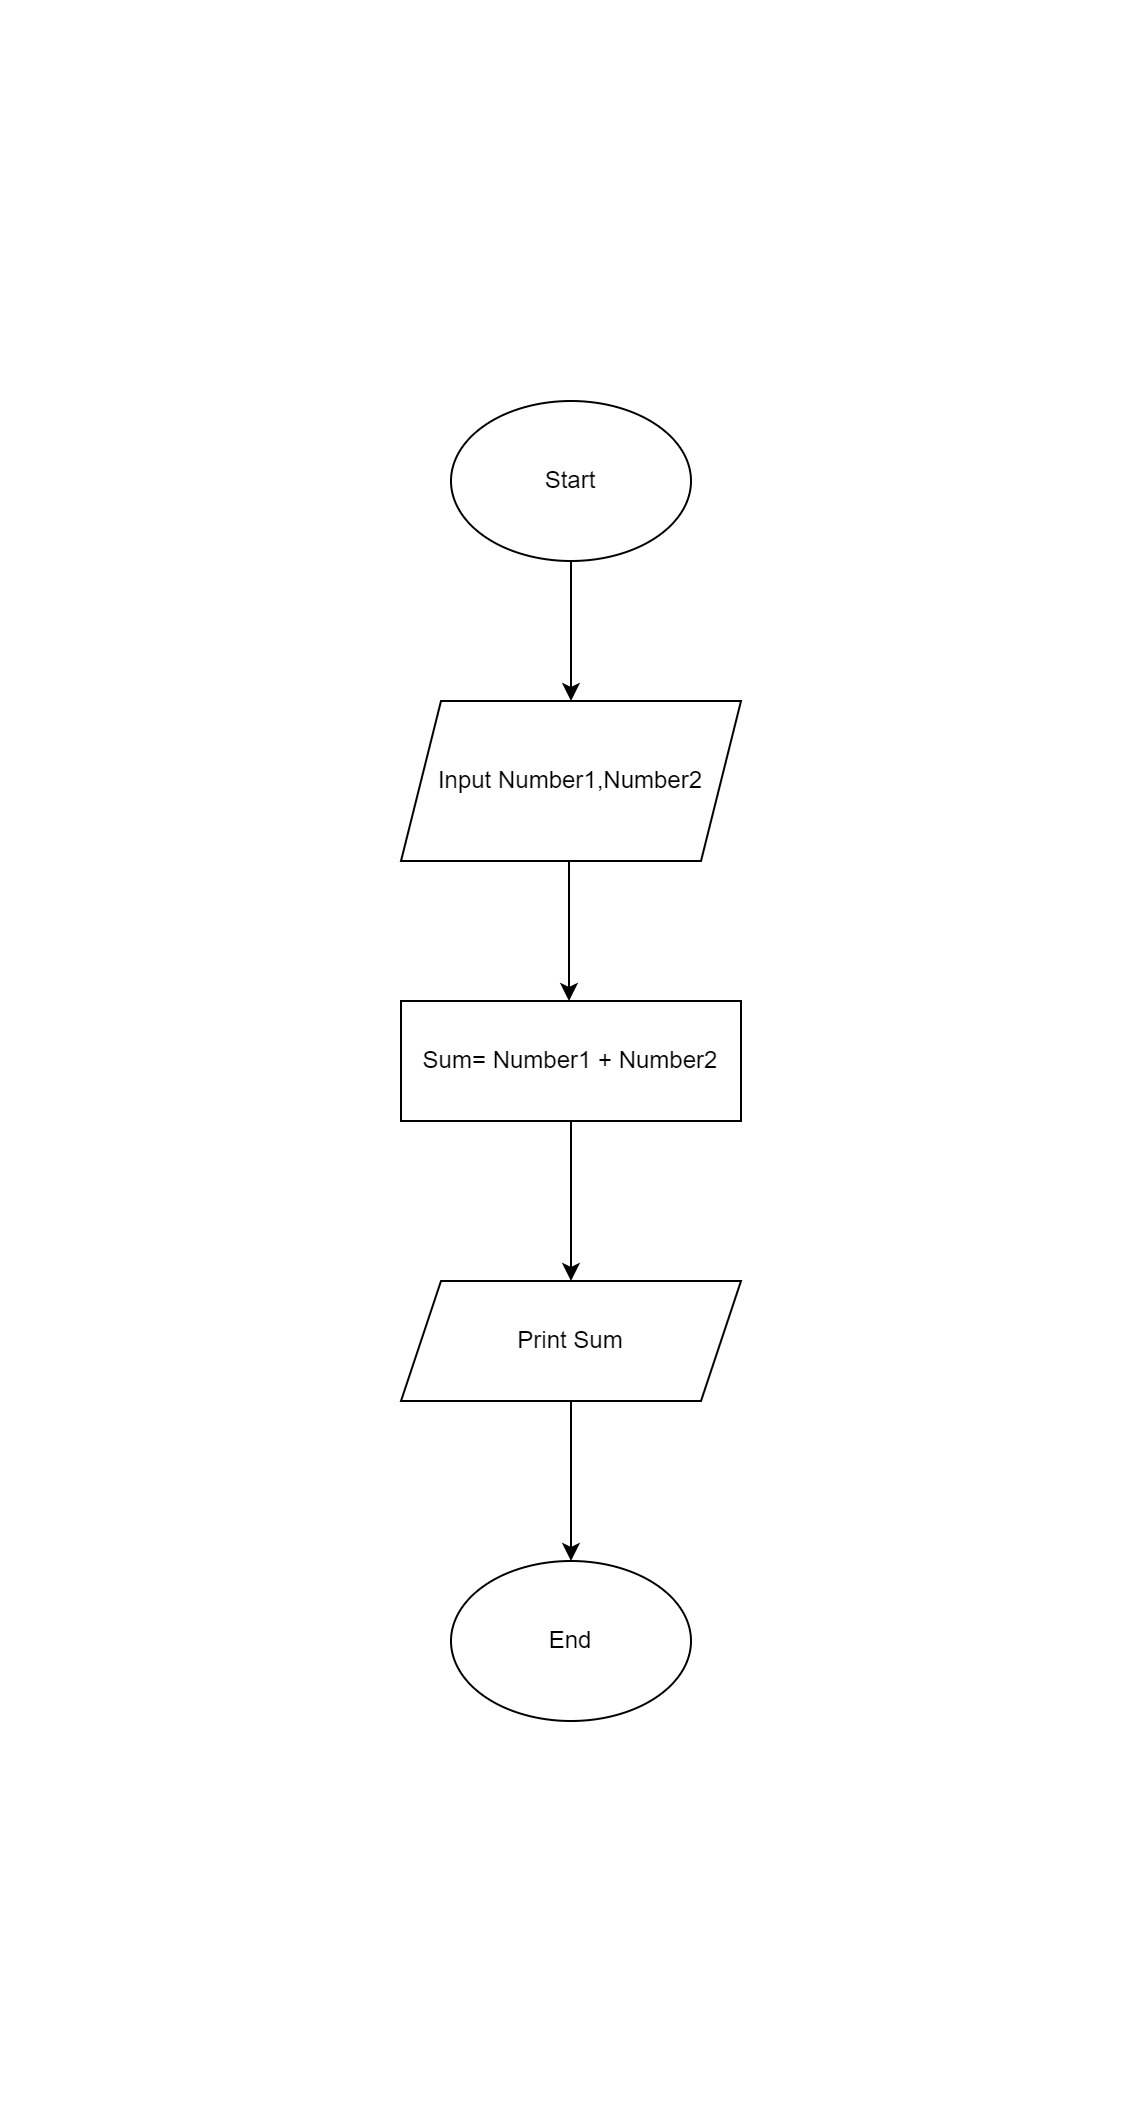 Start
Input Number1,Number2
Sum= Number1 + Number2
Print Sum
End